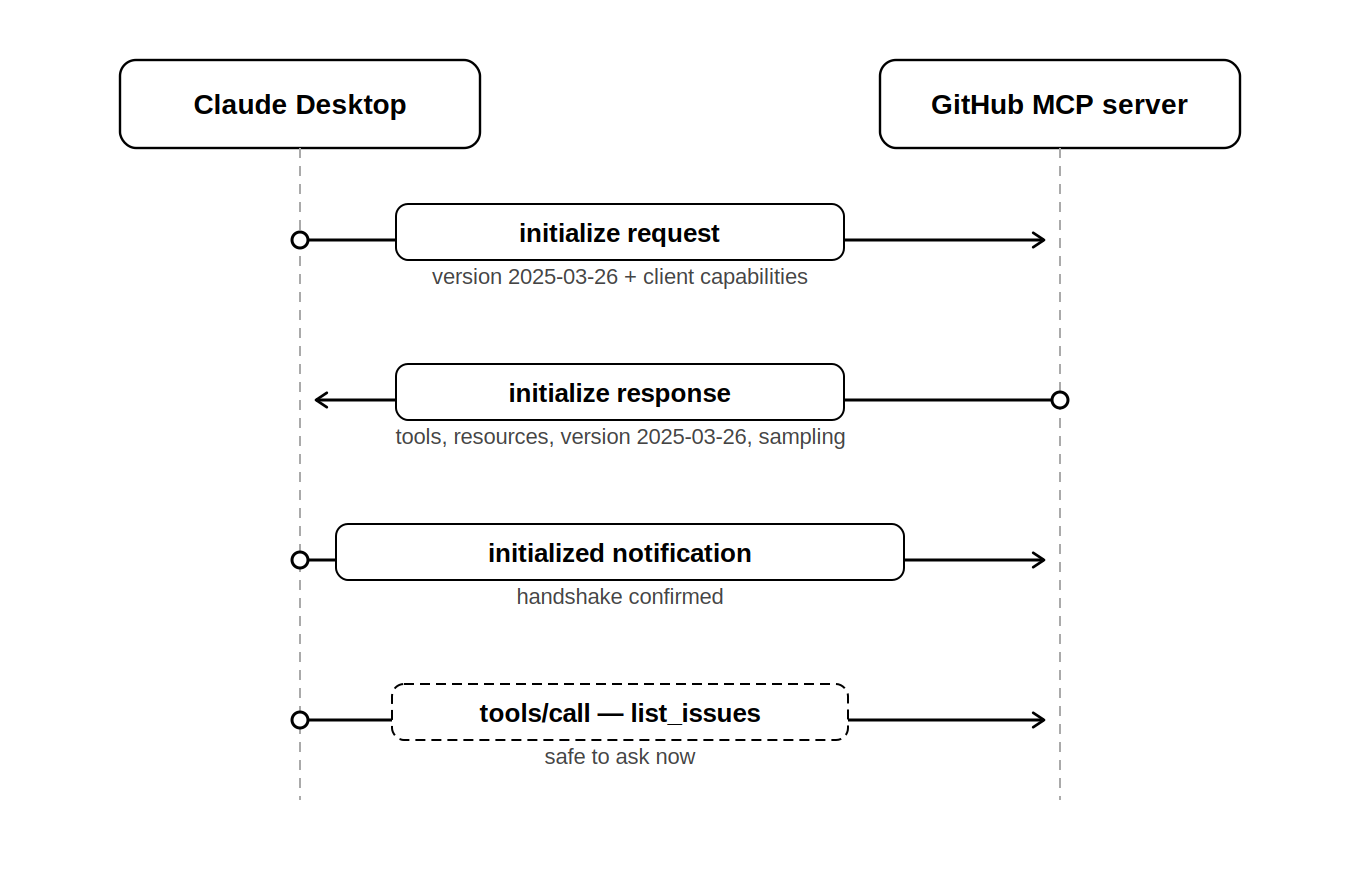 Claude Desktop
GitHub MCP server
initialize request
version 2025-03-26 + client capabilities
initialize response
tools, resources, version 2025-03-26, sampling
initialized notification
handshake confirmed
tools/call — list_issues
safe to ask now